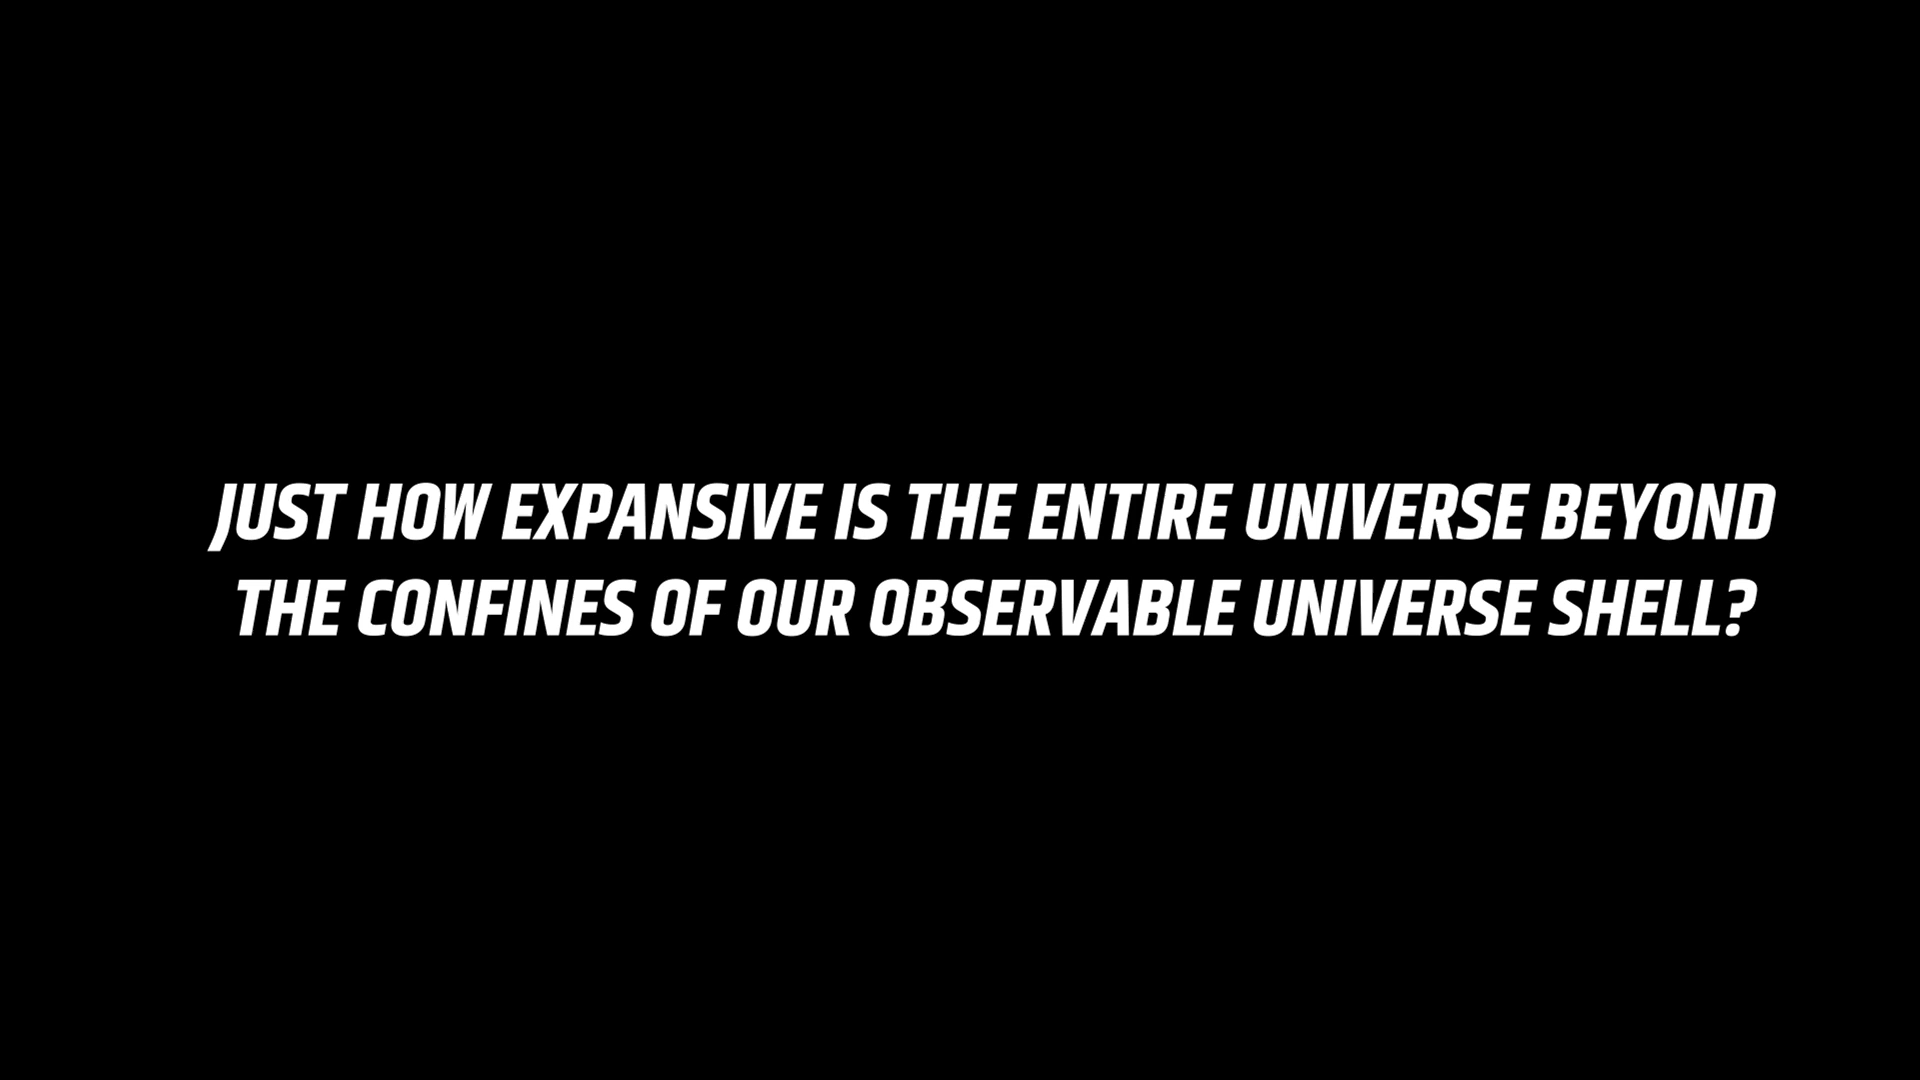 JUST HOW EXPANSIVE IS THE ENTIRE UNIVERSE BEYOND
THE CONFINES OF OUR OBSERVABLE UNIVERSE SHELL?